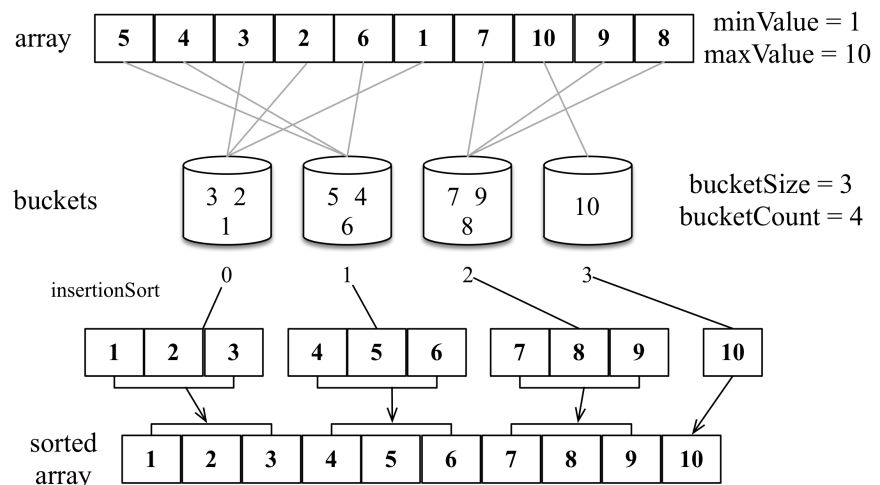 minValue = 1
array 5 4 3 2 6 1 7 10 9 8
maxValue = 10
3 2 5 4 7 9
buckets 10
1 6 8
bucketSize = 3
bucketCount = 4
0 1 2 3
insertionSort
1 2 3 4 5 6 7 8 9 10
sorted
array
1 2 3 4 5 6 7 8 9 10